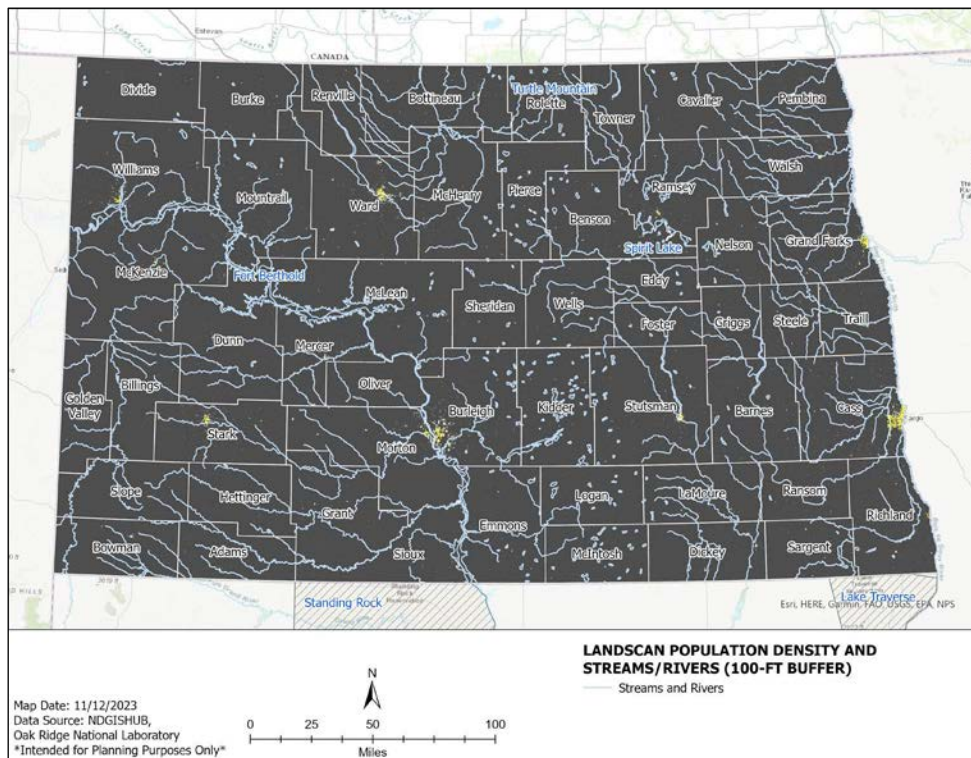 Estevan
CANADA
Divide
Burke
Renville
Bottineau
Turtle Mountain
Rolette
Towner
Cavalier
Pembina
Williams
Mountrail
Ward
McHenry
Pierce
Benson
Ramsey
Walsh
Spirit Lake
Nelson
Grand Forks
McKenzie
Fort Berthold
McLean
Sheridan
Wells
Eddy
Foster
Griggs
Steele
Traill
Dunn
Mercer
Oliver
Golden
Valley
Billings
Stark
Morton
Burleigh
Kidder
Stutsman
Barnes
Cass
Slope
Hettinger
Grant
Emmons
Logan
LaMoure
Ransom
Richland
Bowman
Adams
Sioux
McIntosh
Dickey
Sargent
Standing Rock
Standing
Rock
Reservation
Lake Traverse
Esri, HERE, Garmin, FAO, USGS, EPA, NPS
LANDSCAN POPULATION DENSITY AND
STREAMS/RIVERS (100-FT BUFFER)
Streams and Rivers
Map Date: 11/12/2023
Data Source: NDGISHUB,
Oak Ridge National Laboratory
*Intended for Planning Purposes Only*
N
0 25 50 100
Miles